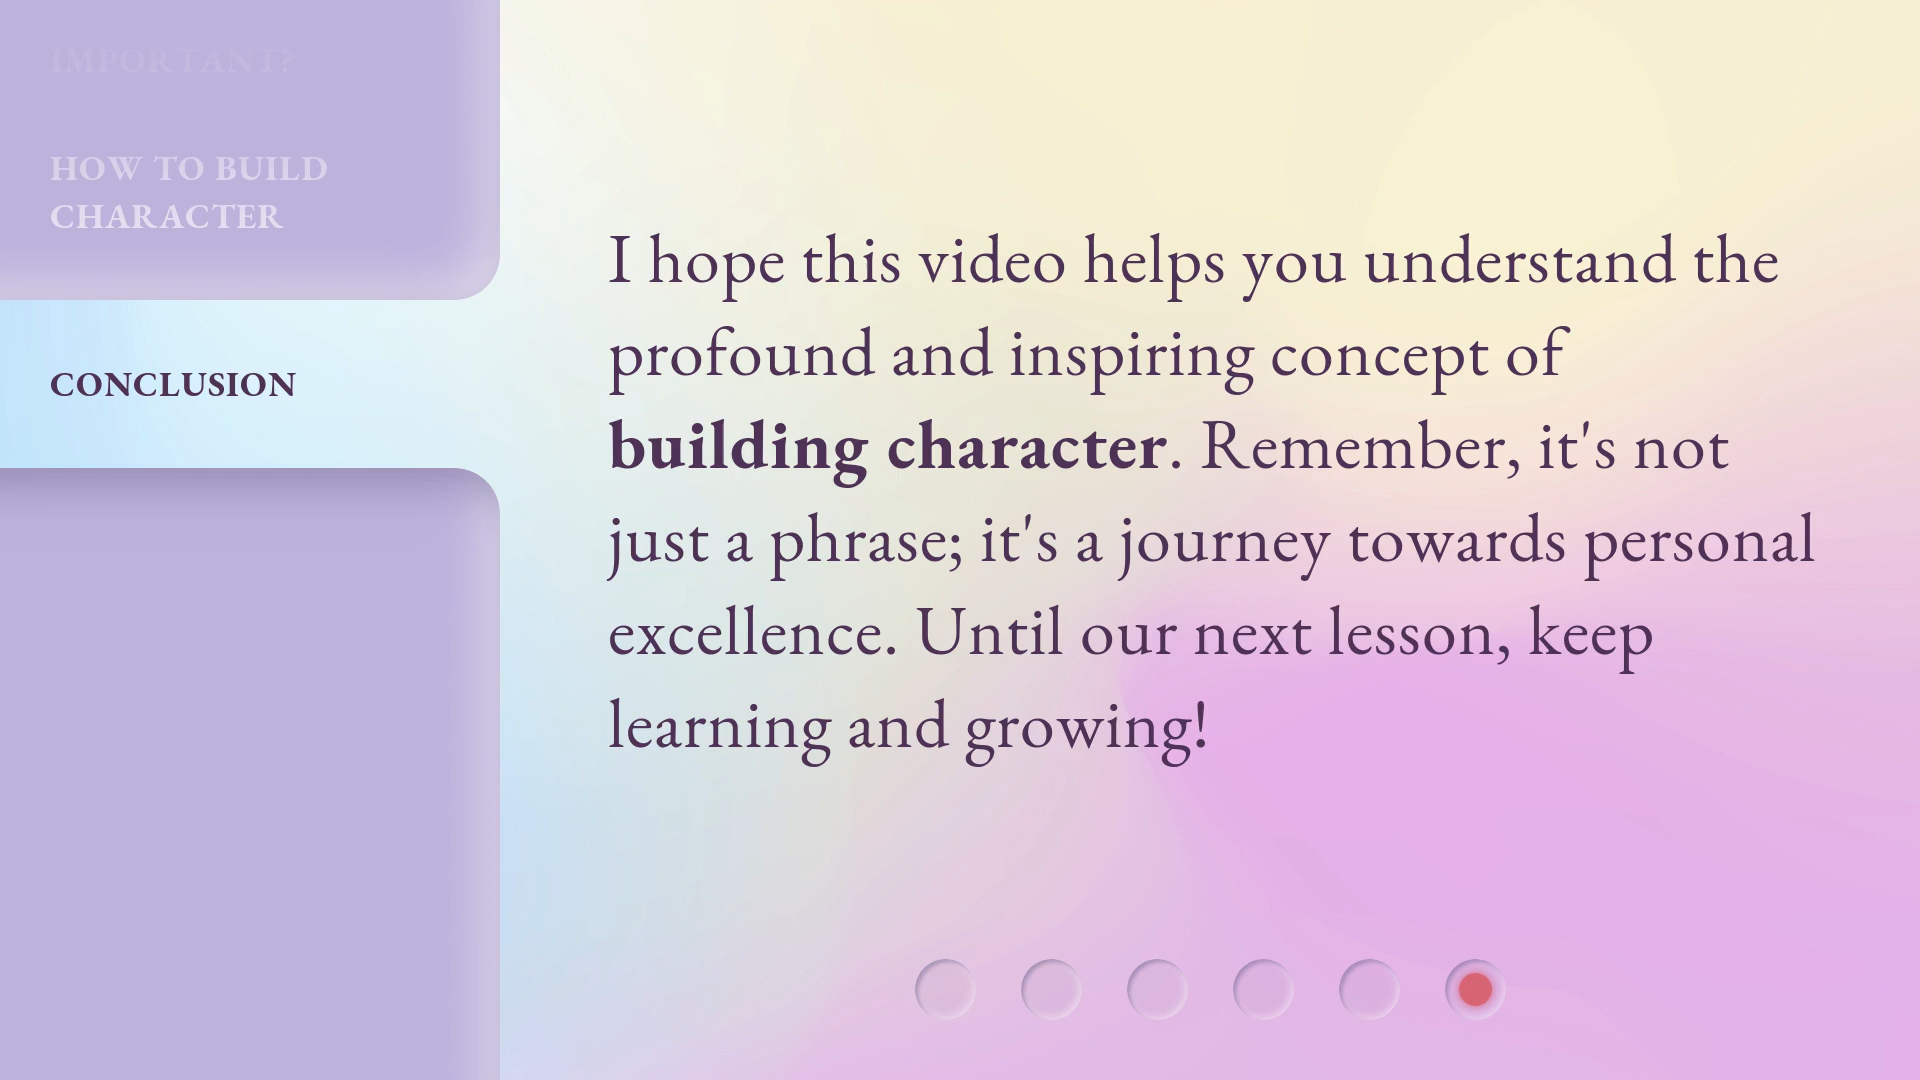 IMPORTANT?
HOW TO BUILD
CHARACTER
CONCLUSION
I hope this video helps you understand the
profound and inspiring concept of
building character. Remember, it's not
just a phrase; it's a journey towards personal
excellence. Until our next lesson, keep
learning and growing!